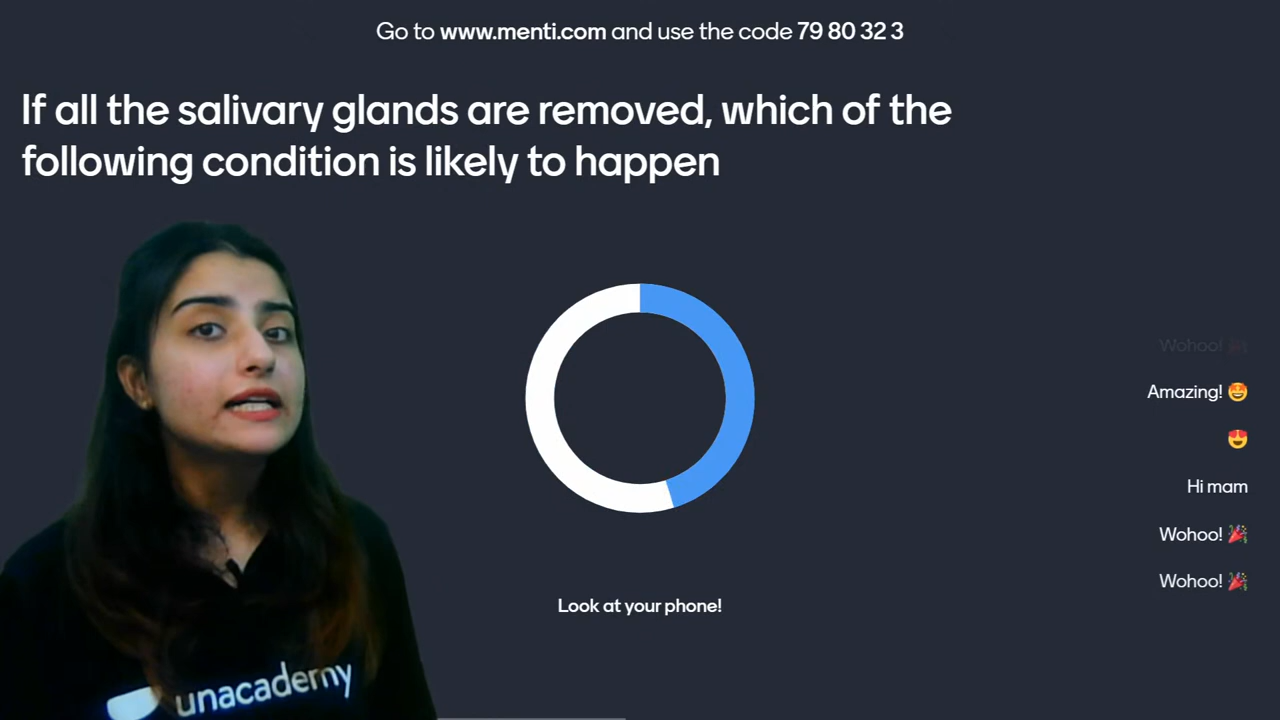 Go to www.menti.com and use the code 79 80 32 3
If all the salivary glands are removed, which of the
following condition is likely to happen
Wohoo! 🎉
Amazing! 🤩
😍
Hi mam
Wohoo! 🎉
Wohoo! 🎉
Look at your phone!
unacademy